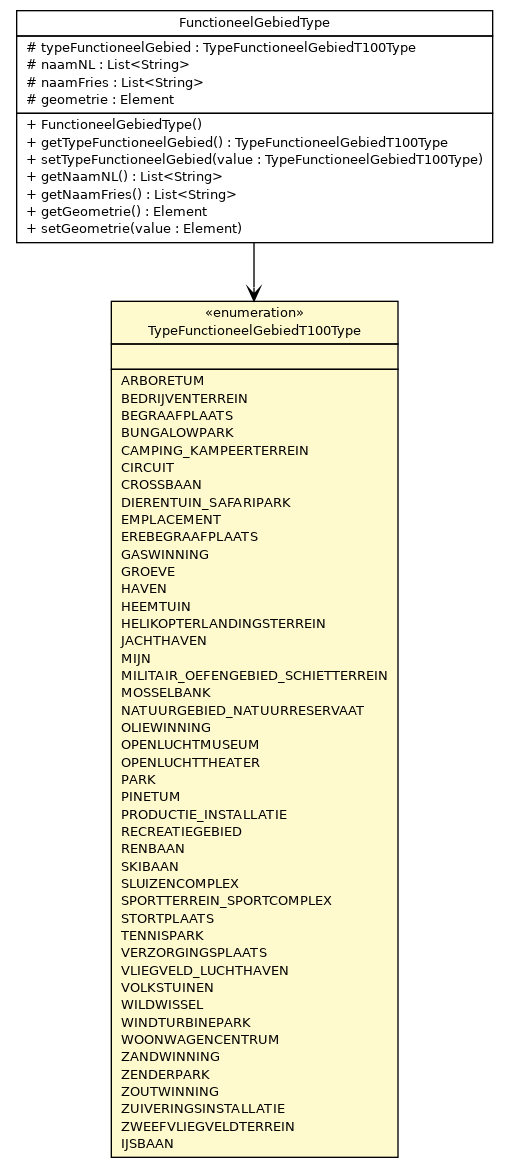 FunctioneelGebiedType
# typeFunctioneelGebied : TypeFunctioneelGebiedT100Type
# naamNL : List<String>
# naamFries : List<String>
# geometrie : Element
+ FunctioneelGebiedType()
+ getTypeFunctioneelGebied() : TypeFunctioneelGebiedT100Type
+ setTypeFunctioneelGebied(value : TypeFunctioneelGebiedT100Type)
+ getNaamNL() : List<String>
+ getNaamFries() : List<String>
+ getGeometrie() : Element
+ setGeometrie(value : Element)
«enumeration»
TypeFunctioneelGebiedT100Type
ARBORETUM
BEDRIJVENTERREIN
BEGRAAFPLAATS
BUNGALOWPARK
CAMPING_KAMPEERTERREIN
CIRCUIT
CROSSBAAN
DIERENTUIN_SAFARIPARK
EMPLACEMENT
EREBEGRAAFPLAATS
GASWINNING
GROEVE
HAVEN
HEEMTUIN
HELIKOPTERLANDINGSTERREIN
JACHTHAVEN
MIJN
MILITAIR_OEFENGEBIED_SCHIETTERREIN
MOSSELBANK
NATUURGEBIED_NATUURRESERVAAT
OLIEWINNING
OPENLUCHTMUSEUM
OPENLUCHTTHEATER
PARK
PINETUM
PRODUCTIE_INSTALLATIE
RECREATIEGEBIED
RENBAAN
SKIBAAN
SLUIZENCOMPLEX
SPORTTERREIN_SPORTCOMPLEX
STORTPLAATS
TENNISPARK
VERZORGINGSPLAATS
VLIEGVELD_LUCHTHAVEN
VOLKSTUINEN
WILDWISSEL
WINDTURBINEPARK
WOONWAGENCENTRUM
ZANDWINNING
ZENDERPARK
ZOUTWINNING
ZUIVERINGSINSTALLATIE
ZWEEFVLIEGVELDTERREIN
IJSBAAN